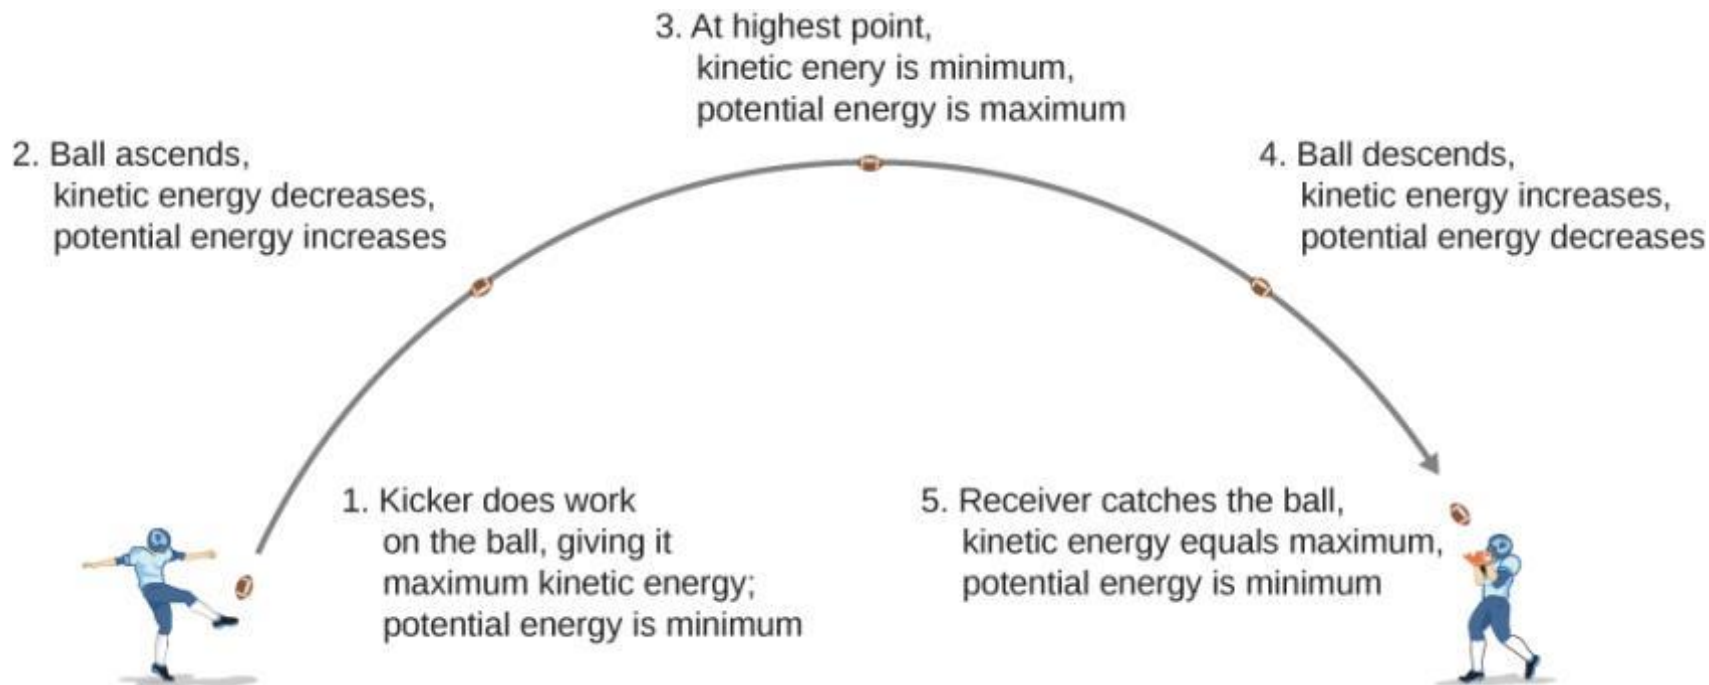 1. Kicker does work
on the ball, giving it
maximum kinetic energy;
potential energy is minimum
2. Ball ascends,
kinetic energy decreases,
potential energy increases
3. At highest point,
kinetic enery is minimum,
potential energy is maximum
4. Ball descends,
kinetic energy increases,
potential energy decreases
5. Receiver catches the ball,
kinetic energy equals maximum,
potential energy is minimum